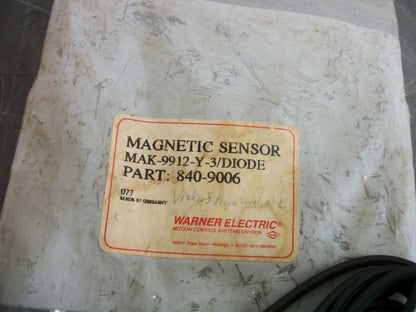 MAGNETIC SENSOR
MAK-9912-Y-3/DIODE
PART: 840-9006
077
MADE IN GERMANY
WARNER ELECTRIC®
MOTION CONTROL SYSTEMS DIVISION